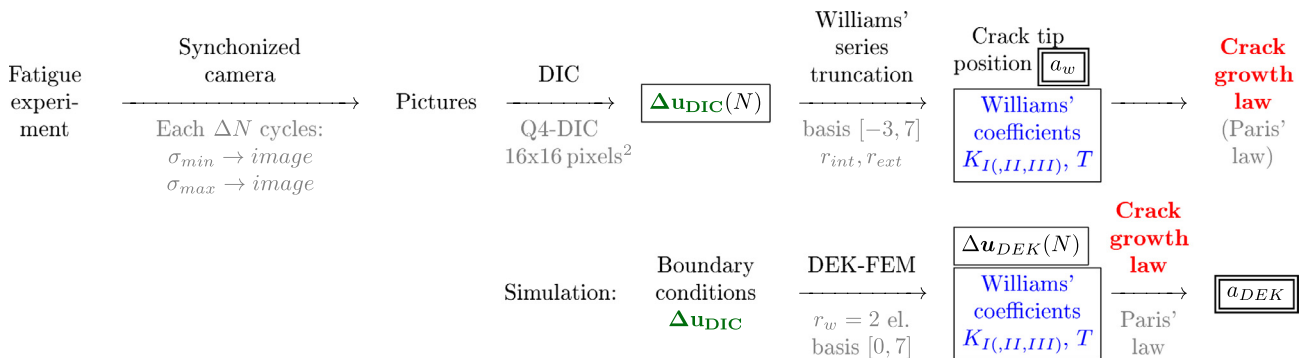 Fatigue
experi-
ment
Synchonized
camera
Each ΔN cycles:
σ_min → image
σ_max → image
Pictures
DIC
Q4-DIC
16x16 pixels²
Δu_DIC(N)
Williams'
series
truncation
basis [−3, 7]
r_int, r_ext
Crack tip
position a_w
Williams'
coefficients
K_I(,II,III), T
Crack
growth
law
(Paris'
law)
Simulation:
Boundary
conditions
Δu_DIC
DEK-FEM
r_w = 2 el.
basis [0, 7]
Δu_DEK(N)
Williams'
coefficients
K_I(,II,III), T
Crack
growth
law
Paris'
law
a_DEK